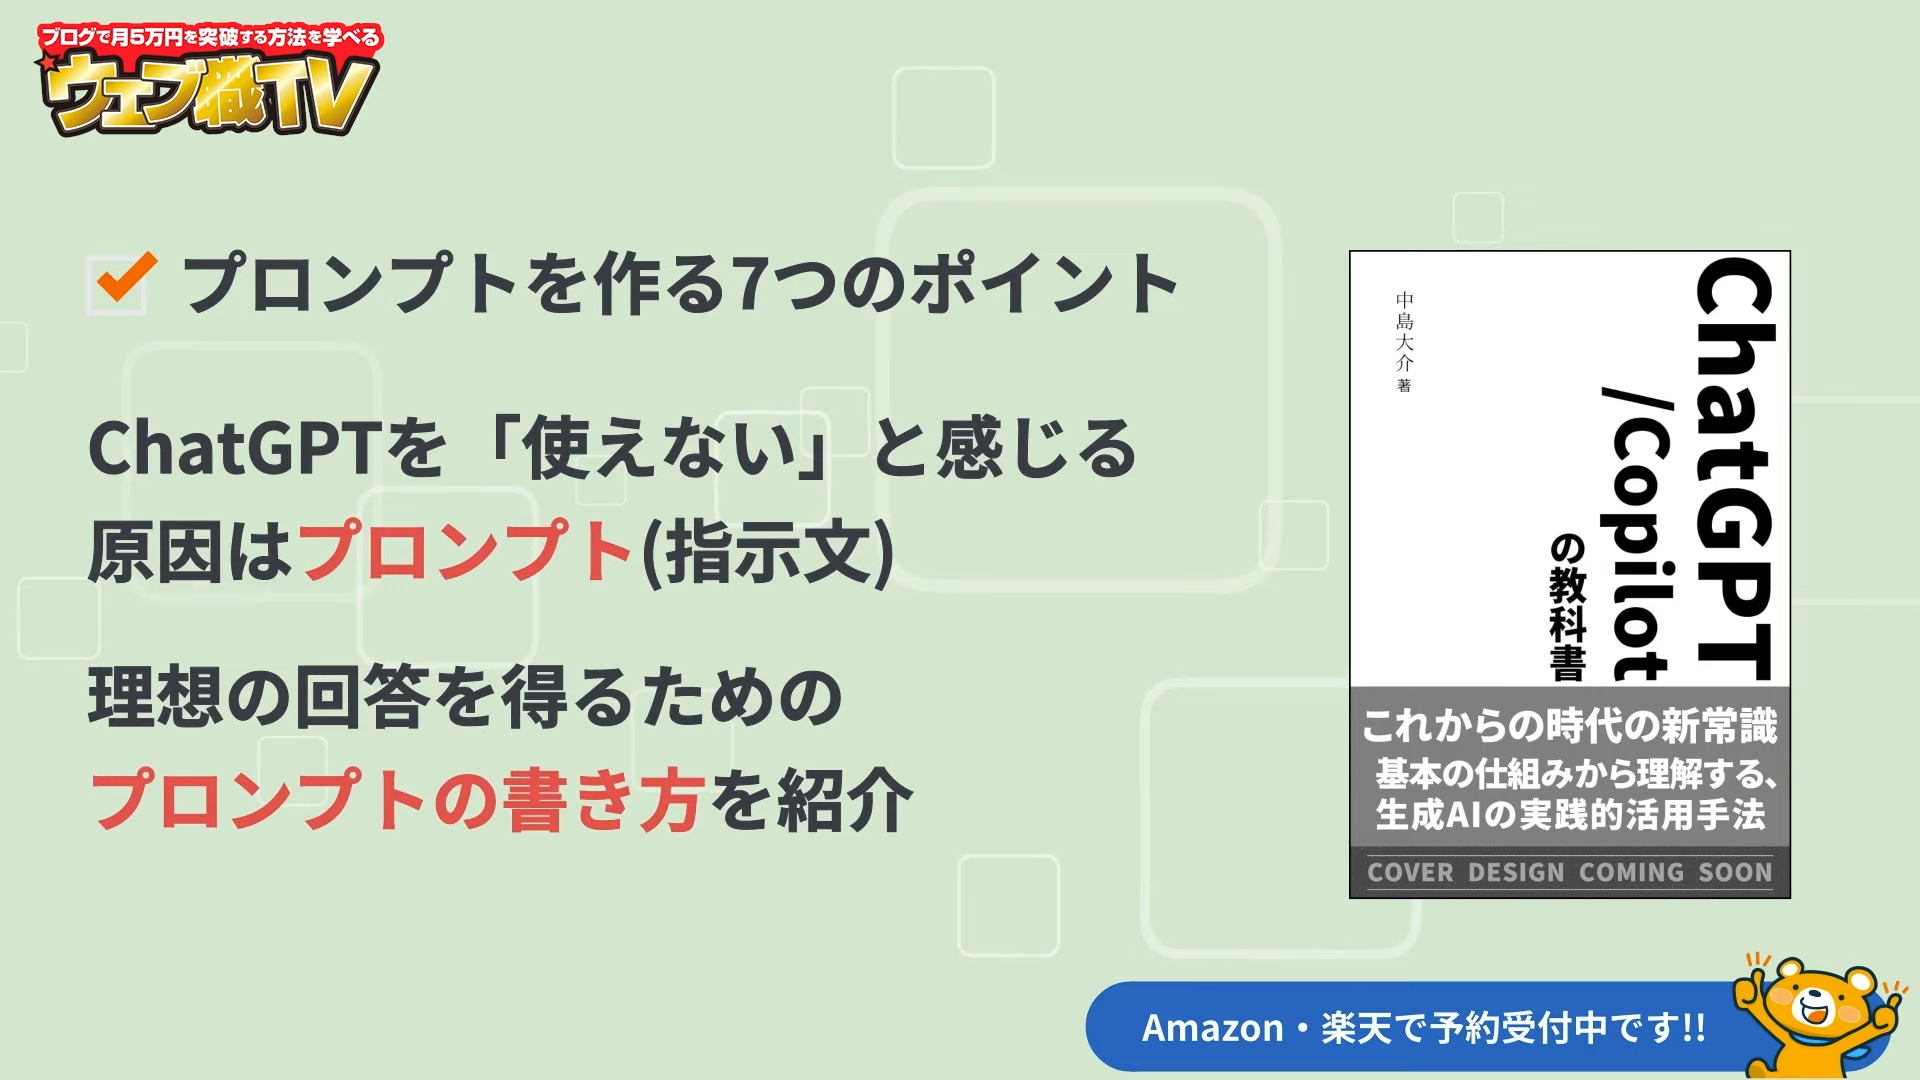 ブログで月5万円を突破する方法を学べる
ウェブ職TV
プロンプトを作る7つのポイント
ChatGPTを「使えない」と感じる
原因はプロンプト(指示文)
理想の回答を得るための
プロンプトの書き方を紹介
ChatGPT
/Copilot
の教科書
中島大介 著
これからの時代の新常識
基本の仕組みから理解する、
生成AIの実践的活用手法
COVER DESIGN COMING SOON
Amazon・楽天で予約受付中です!!